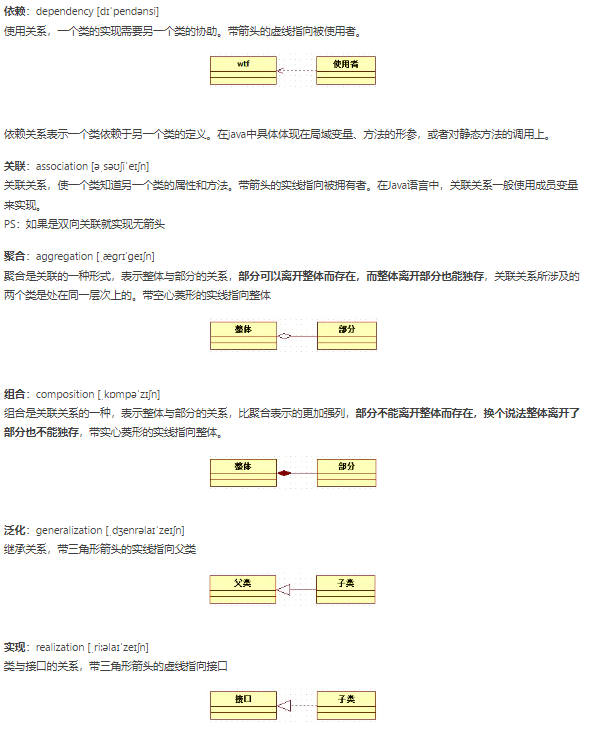 依赖：dependency [dɪˈpendənsi]
使用关系，一个类的实现需要另一个类的协助。带箭头的虚线指向被使用者。
wtf 使用者
依赖关系表示一个类依赖于另一个类的定义。在java中具体体现在局域变量、方法的形参，或者对静态方法的调用上。
关联：association [əˌsəʊʃiˈeɪʃn]
关联关系，使一个类知道另一个类的属性和方法。带箭头的实线指向被拥有者。在Java语言中，关联关系一般使用成员变量
来实现。
PS：如果是双向关联就实现无箭头
聚合：aggregation [ˌæɡrɪˈɡeɪʃn]
聚合是关联的一种形式，表示整体与部分的关系，部分可以离开整体而存在，而整体离开部分也能独存，关联关系所涉及的
两个类是处在同一层次上的。带空心菱形的实线指向整体
整体 部分
组合：composition [ˌkɒmpəˈzɪʃn]
组合是关联关系的一种，表示整体与部分的关系，比聚合表示的更加强列，部分不能离开整体而存在，换个说法整体离开了
部分也不能独存，带实心菱形的实线指向整体。
整体 部分
泛化：generalization [ˌdʒenrəlaɪˈzeɪʃn]
继承关系，带三角形箭头的实线指向父类
父类 子类
实现：realization [ˌriːəlaɪˈzeɪʃn]
类与接口的关系，带三角形箭头的虚线指向接口
接口 子类